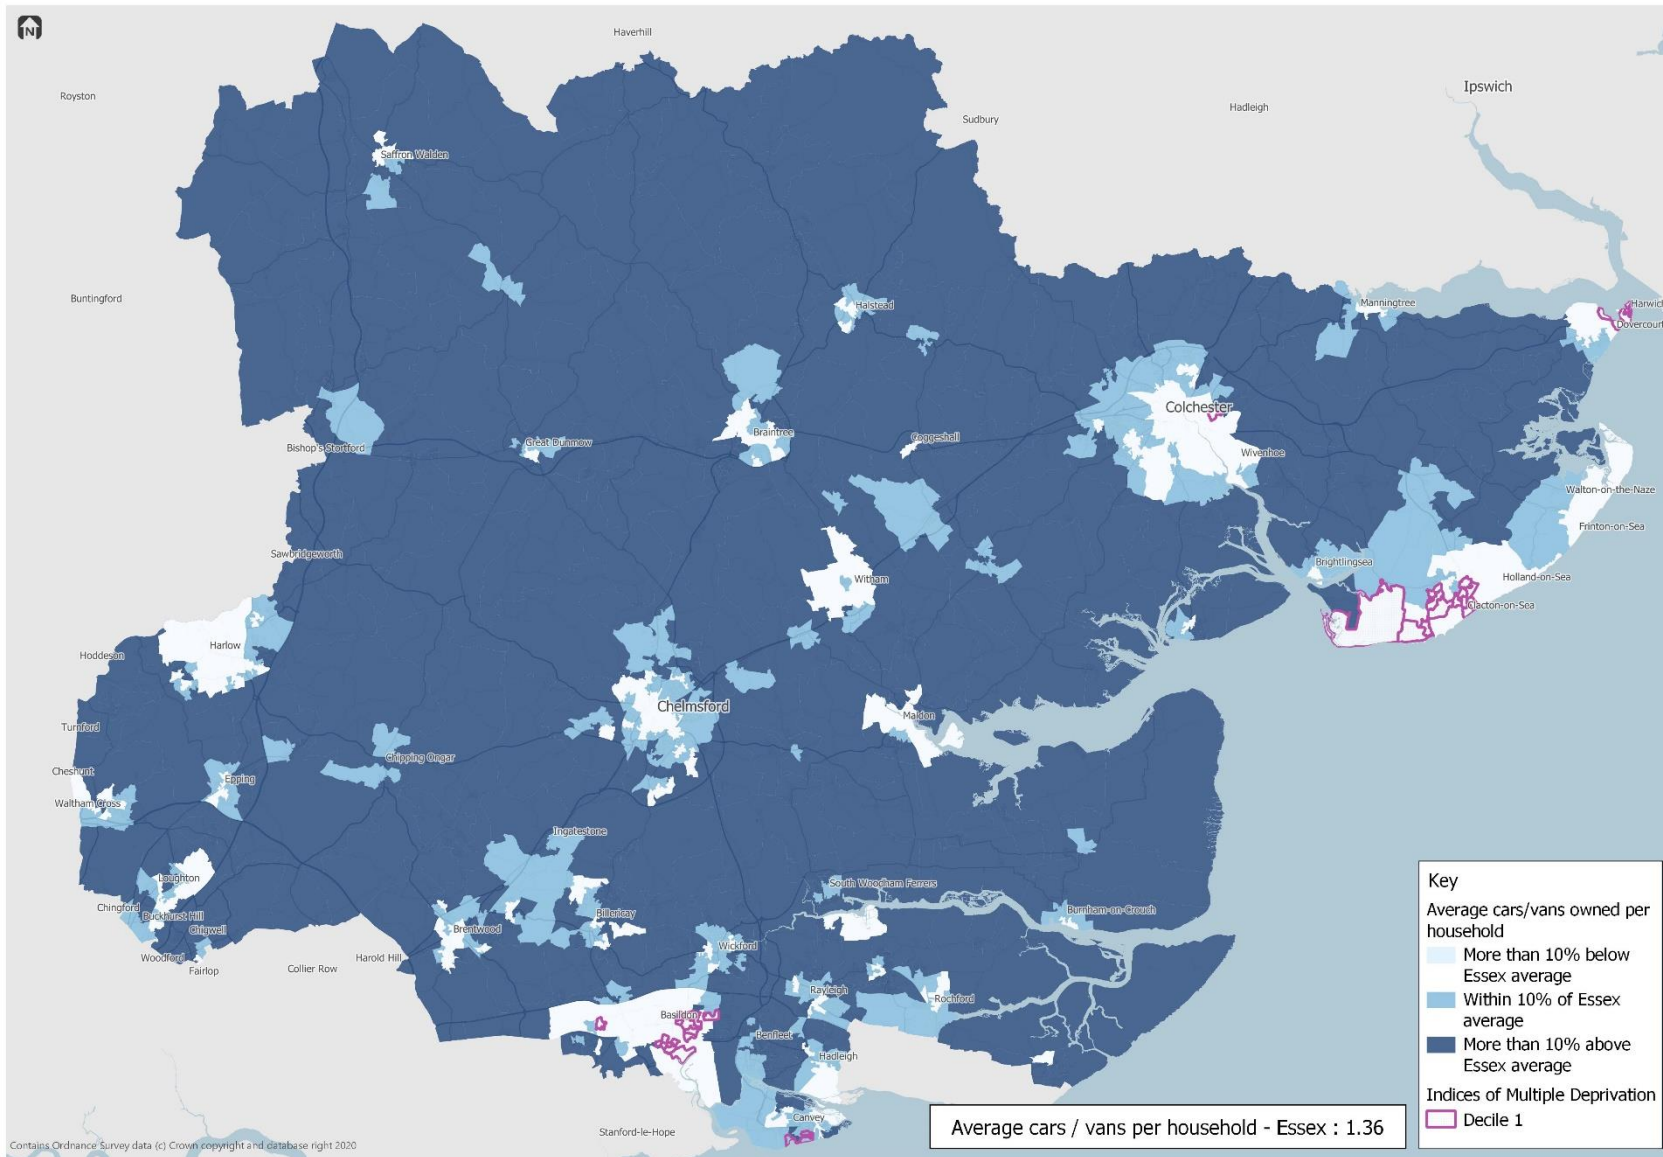 N
Haverhill
Royston
Ipswich
Hadleigh
Sudbury
Saffron Walden
Buntingford
Halstead
Manningtree
Harwich
Dovercourt
Colchester
Braintree
Great Dunmow
Coggeshall
Bishop's Stortford
Wivenhoe
Walton-on-the-Naze
Frinton-on-Sea
Sawbridgeworth
Brightlingsea
Witham
Holland-on-Sea
Clacton-on-Sea
Harlow
Hoddeson
Chelmsford
Maldon
Turnford
Chipping Ongar
Cheshunt
Epping
Waltham Cross
Ingatestone
Loughton
South Woodham Ferrers
Chingford
Buckhurst Hill
Billericay
Burnham-on-Crouch
Chigwell
Brentwood
Wickford
Woodford
Harold Hill
Fairlop
Collier Row
Rayleigh
Rochford
Basildon
Benfleet
Hadleigh
Canvey
Stanford-le-Hope
Key
Average cars/vans owned per
household
More than 10% below
Essex average
Within 10% of Essex
average
More than 10% above
Essex average
Indices of Multiple Deprivation
Decile 1
Average cars / vans per household - Essex : 1.36
Contains Ordnance Survey data (c) Crown copyright and database right 2020